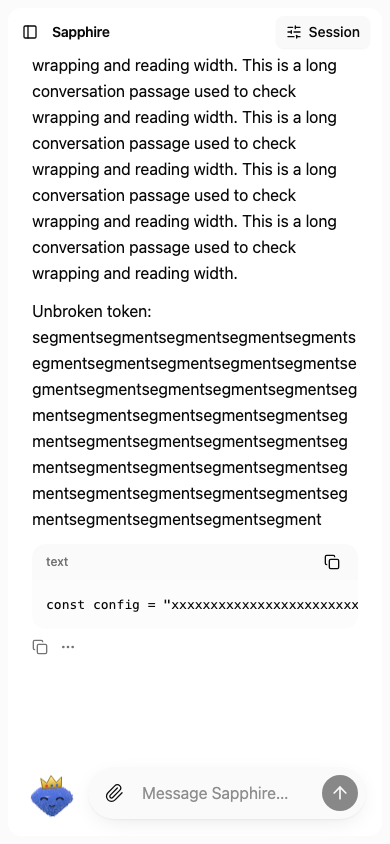 Sapphire
Session
wrapping and reading width. This is a long
conversation passage used to check
wrapping and reading width. This is a long
conversation passage used to check
wrapping and reading width. This is a long
conversation passage used to check
wrapping and reading width. This is a long
conversation passage used to check
wrapping and reading width.
Unbroken token:
segmentsegmentsegmentsegmentsegments
egmentsegmentsegmentsegmentsegmentse
gmentsegmentsegmentsegmentsegmentseg
mentsegmentsegmentsegmentsegmentseg
mentsegmentsegmentsegmentsegmentseg
mentsegmentsegmentsegmentsegmentseg
mentsegmentsegmentsegmentsegmentseg
mentsegmentsegmentsegmentsegment
text
const config = "xxxxxxxxxxxxxxxxxxxxxxxx
Message Sapphire...